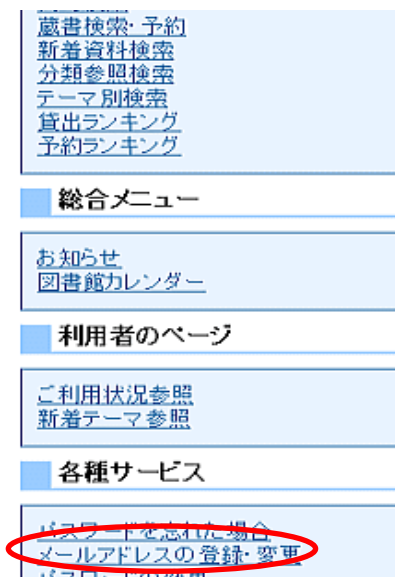 蔵書検索・予約
新着資料検索
分類参照検索
テーマ別検索
貸出ランキング
予約ランキング
総合メニュー
お知らせ
図書館カレンダー
利用者のページ
ご利用状況参照
新着テーマ参照
各種サービス
パスワードを忘れた場合
メールアドレスの登録・変更